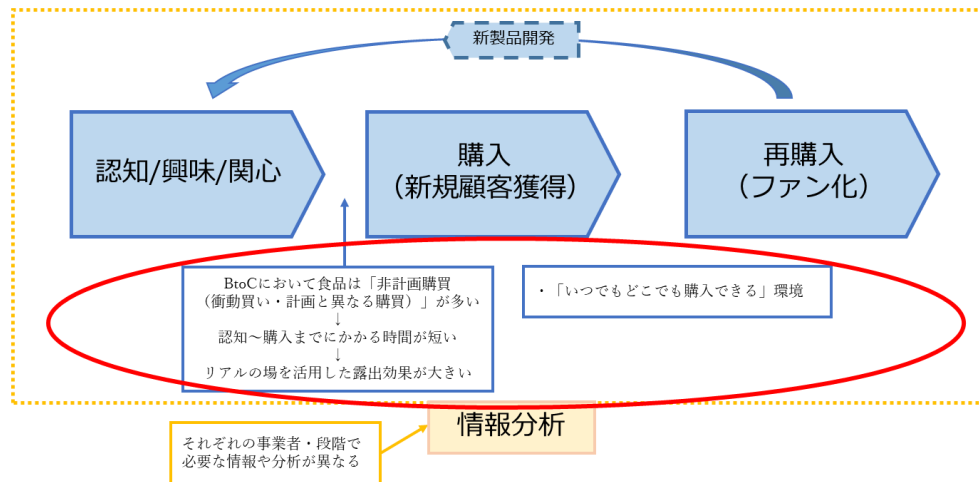 新製品開発
認知/興味/関心
購入
（新規顧客獲得）
再購入
（ファン化）
BtoCにおいて食品は「非計画購買
（衝動買い・計画と異なる購買）」が多い
↓
認知～購入までにかかる時間が短い
↓
リアルの場を活用した露出効果が大きい
・「いつでもどこでも購入できる」環境
情報分析
それぞれの事業者・段階で
必要な情報や分析が異なる